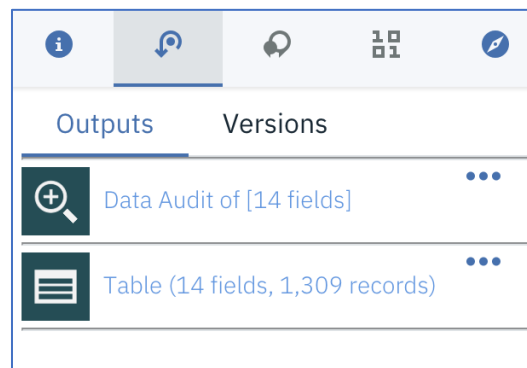 Outputs Versions
Data Audit of [14 fields]
Table (14 fields, 1,309 records)